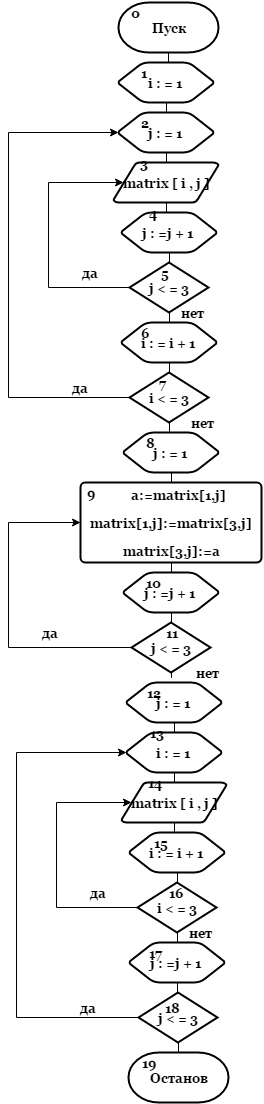 0
Пуск
1
i : = 1
2
j : = 1
3
matrix [ i , j ]
4
j : =j + 1
5
j < = 3
да
нет
6
i : = i + 1
7
i < = 3
да
нет
8
j : = 1
9 a:=matrix[1,j]
matrix[1,j]:=matrix[3,j]
matrix[3,j]:=a
10
j : =j + 1
11
j < = 3
да
нет
12
j : = 1
13
i : = 1
14
matrix [ i , j ]
15
i : = i + 1
16
i < = 3
да
нет
17
j : =j + 1
18
j < = 3
да
19
Останов